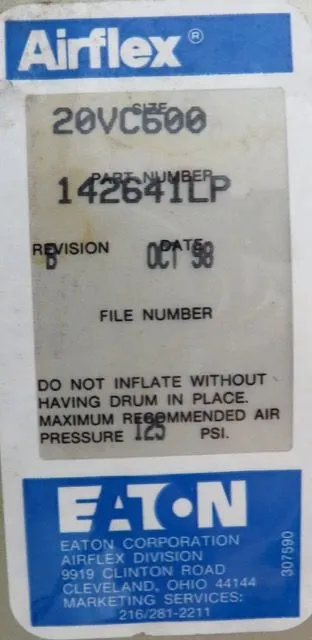 Airflex®
SIZE
20VC600
PART NUMBER
142641LP
REVISION DATE
B OCT 98
FILE NUMBER
DO NOT INFLATE WITHOUT
HAVING DRUM IN PLACE.
MAXIMUM RECOMMENDED AIR
PRESSURE 125 PSI.
EATON
EATON CORPORATION
AIRFLEX DIVISION
9919 CLINTON ROAD
CLEVELAND, OHIO 44144
MARKETING SERVICES:
216/281-2211
307590